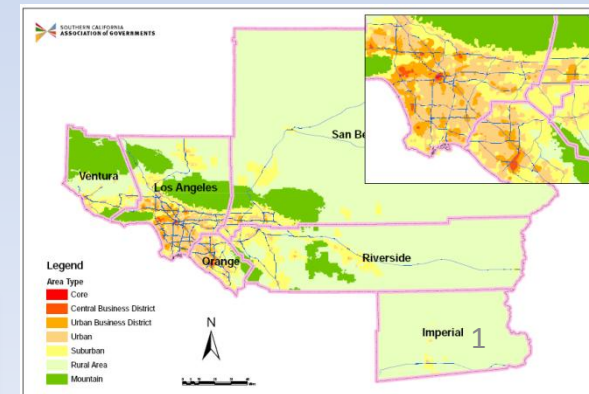 SOUTHERN CALIFORNIA
ASSOCIATION of GOVERNMENTS
San Be
Ventura
Los Angeles
Orange
Riverside
Imperial 1
Legend
Area Type
Core
Central Business District
Urban Business District
Urban
Suburban
Rural Area
Mountain
N